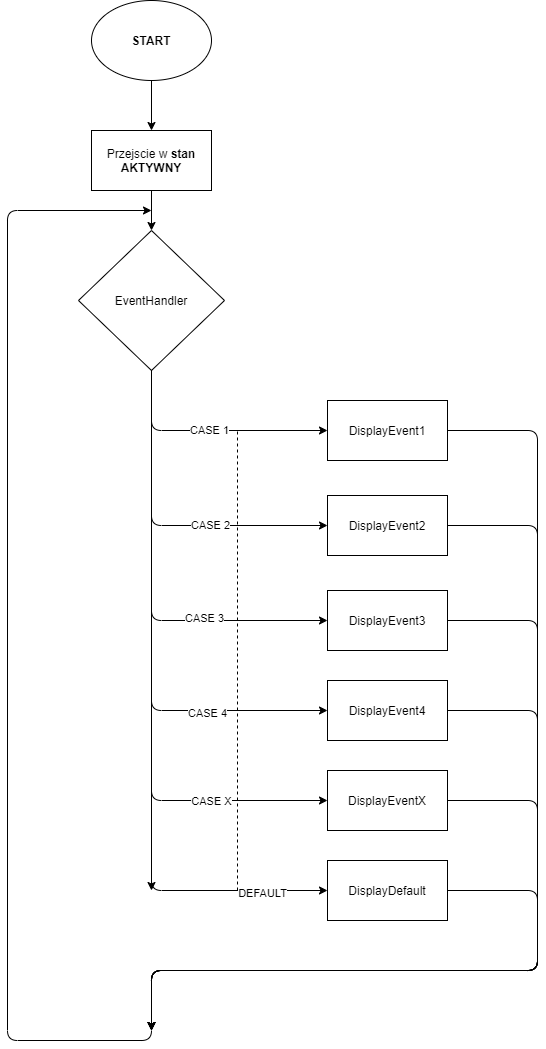 START
Przejscie w stan
AKTYWNY
EventHandler
CASE 1
DisplayEvent1
CASE 2
DisplayEvent2
CASE 3
DisplayEvent3
CASE 4
DisplayEvent4
CASE X
DisplayEventX
DEFAULT
DisplayDefault